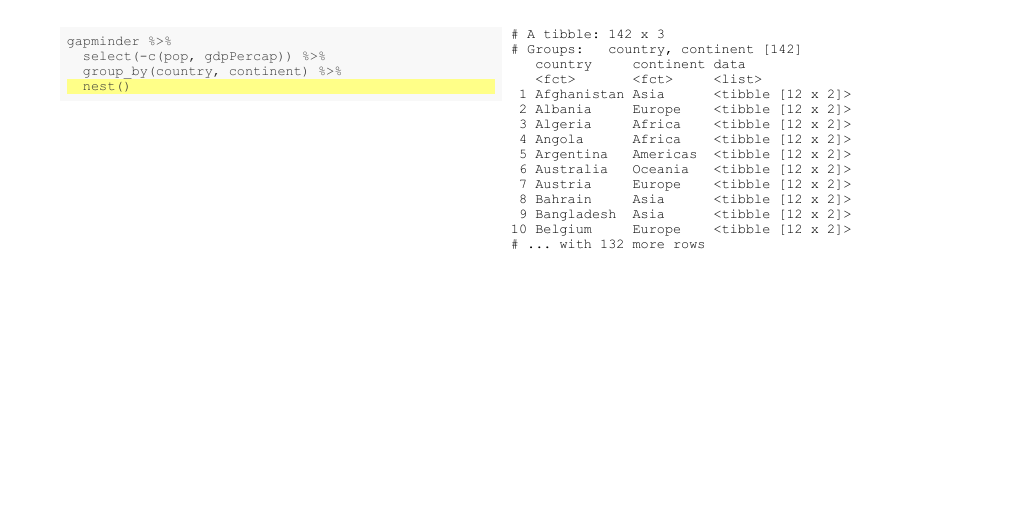 gapminder %>%
  select(-c(pop, gdpPercap)) %>%
  group_by(country, continent) %>%
  nest()
# A tibble: 142 x 3
# Groups:   country, continent [142]
   country     continent data
   <fct>       <fct>     <list>
 1 Afghanistan Asia      <tibble [12 x 2]>
 2 Albania     Europe    <tibble [12 x 2]>
 3 Algeria     Africa    <tibble [12 x 2]>
 4 Angola      Africa    <tibble [12 x 2]>
 5 Argentina   Americas  <tibble [12 x 2]>
 6 Australia   Oceania   <tibble [12 x 2]>
 7 Austria     Europe    <tibble [12 x 2]>
 8 Bahrain     Asia      <tibble [12 x 2]>
 9 Bangladesh  Asia      <tibble [12 x 2]>
10 Belgium     Europe    <tibble [12 x 2]>
# ... with 132 more rows